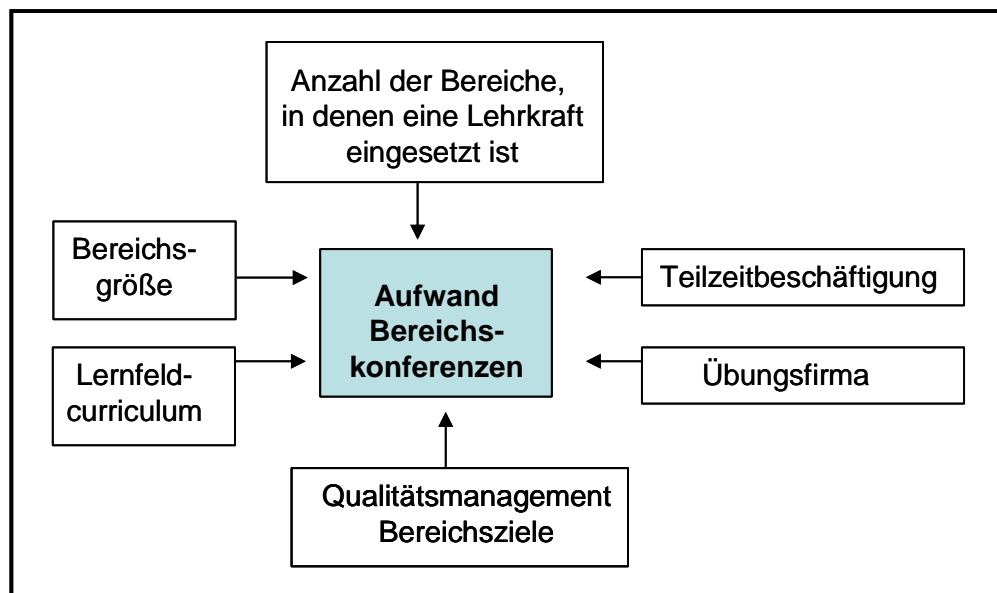 Anzahl der Bereiche,
in denen eine Lehrkraft
eingesetzt ist
Bereichs-
größe
Aufwand
Bereichs-
konferenzen
Teilzeitbeschäftigung
Lernfeld-
curriculum
Übungsfirma
Qualitätsmanagement
Bereichsziele